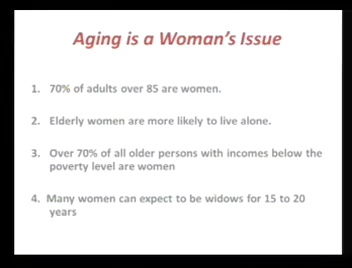 Aging is a Woman's Issue
1. 70% of adults over 85 are women.
2. Elderly women are more likely to live alone.
3. Over 70% of all older persons with incomes below the
poverty level are women
4. Many women can expect to be widows for 15 to 20
years